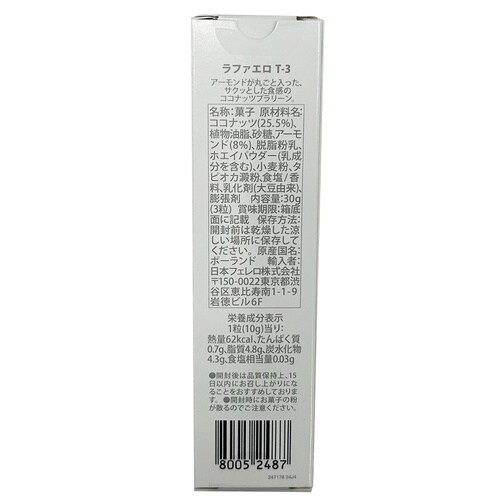 ラファエロ T-3
アーモンドが丸ごと入った、
サクッとした食感の
ココナッツプラリーン。
名称:菓子 原材料名:
ココナッツ(25.5%)、
植物油脂、砂糖、アーモ
ンド(8%)、脱脂粉乳、
ホエイパウダー(乳成
分を含む)、小麦粉、タ
ピオカ澱粉、食塩/香
料、乳化剤(大豆由来)、
膨張剤 内容量:30g
(3粒) 賞味期限:箱底
面に記載 保存方法:
開封前は乾燥した涼
しい場所に保存して
ください。原産国名:
ポーランド 輸入者:
日本フェレロ株式会社
〒150-0022東京都渋
谷区恵比寿南1-1-9
岩徳ビル6F
栄養成分表示
1粒(10g)当り:
熱量62kcal、たんぱく質
0.7g、脂質4.8g、炭水化物
4.3g、食塩相当量0.03g
●開封後は品質保持上、15
日以内にお召し上がりにな
ることをおすすめしておりま
す。 ●開封時にお菓子の粉
が散るのでご注意ください。
8005 2487